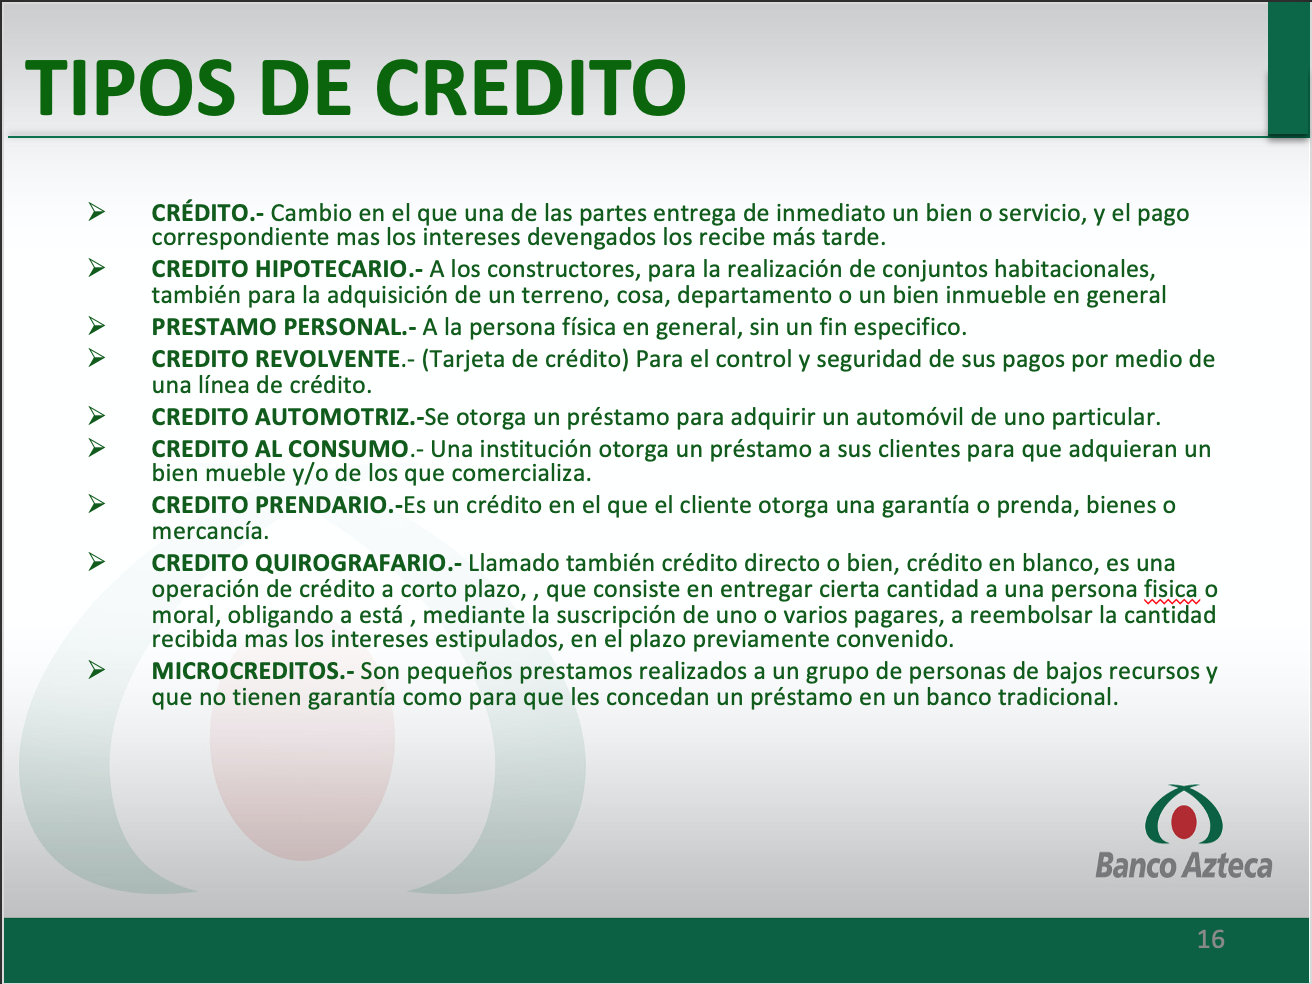 TIPOS DE CREDITO
➢ CRÉDITO.- Cambio en el que una de las partes entrega de inmediato un bien o servicio, y el pago
correspondiente mas los intereses devengados los recibe más tarde.
➢ CREDITO HIPOTECARIO.- A los constructores, para la realización de conjuntos habitacionales,
también para la adquisición de un terreno, cosa, departamento o un bien inmueble en general
➢ PRESTAMO PERSONAL.- A la persona física en general, sin un fin especifico.
➢ CREDITO REVOLVENTE.- (Tarjeta de crédito) Para el control y seguridad de sus pagos por medio de
una línea de crédito.
➢ CREDITO AUTOMOTRIZ.-Se otorga un préstamo para adquirir un automóvil de uno particular.
➢ CREDITO AL CONSUMO.- Una institución otorga un préstamo a sus clientes para que adquieran un
bien mueble y/o de los que comercializa.
➢ CREDITO PRENDARIO.-Es un crédito en el que el cliente otorga una garantía o prenda, bienes o
mercancía.
➢ CREDITO QUIROGRAFARIO.- Llamado también crédito directo o bien, crédito en blanco, es una
operación de crédito a corto plazo, , que consiste en entregar cierta cantidad a una persona fisica o
moral, obligando a está , mediante la suscripción de uno o varios pagares, a reembolsar la cantidad
recibida mas los intereses estipulados, en el plazo previamente convenido.
➢ MICROCREDITOS.- Son pequeños prestamos realizados a un grupo de personas de bajos recursos y
que no tienen garantía como para que les concedan un préstamo en un banco tradicional.
Banco Azteca
16